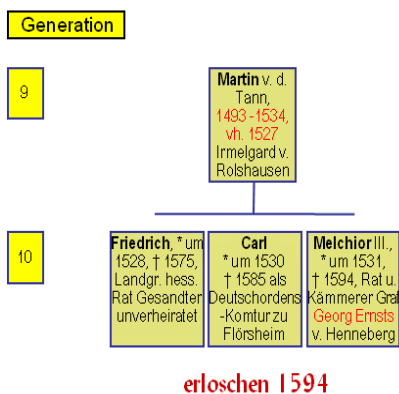 Generation
9
Martin v. d.
Tann,
1493 -1534,
vh. 1527
Irmelgard v.
Rolshausen
10
Friedrich, * um
1528, † 1575,
Landgr. hess.
Rat Gesandter
unverheiratet
Carl
* um 1530
† 1585 als
Deutschordens
-Komtur zu
Flörsheim
Melchior III.,
* um 1531,
† 1594, Rat u.
Kämmerer Graf
Georg Ernsts
v. Henneberg
erloschen 1594